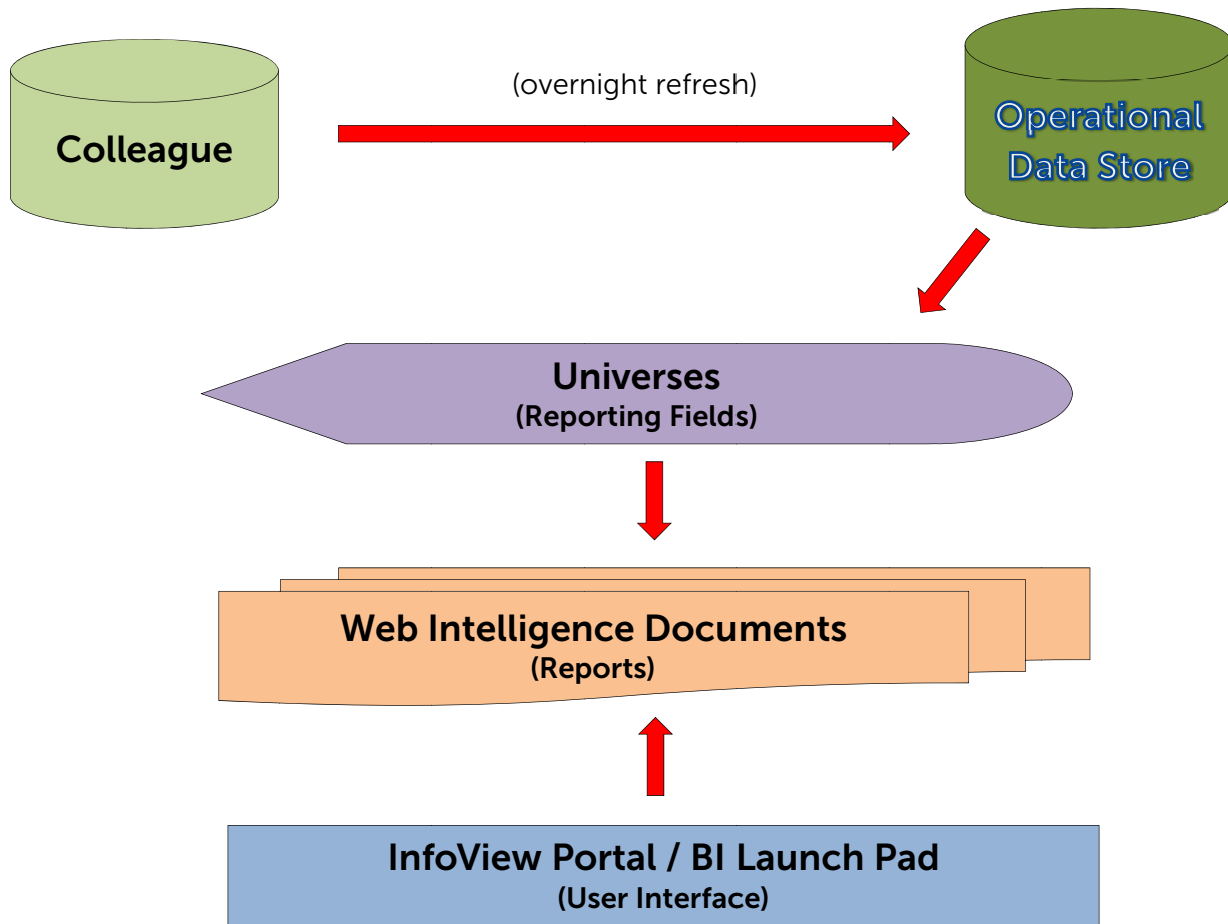 (overnight refresh)
Colleague
Operational
Data Store
Universes
(Reporting Fields)
Web Intelligence Documents
(Reports)
InfoView Portal / BI Launch Pad
(User Interface)